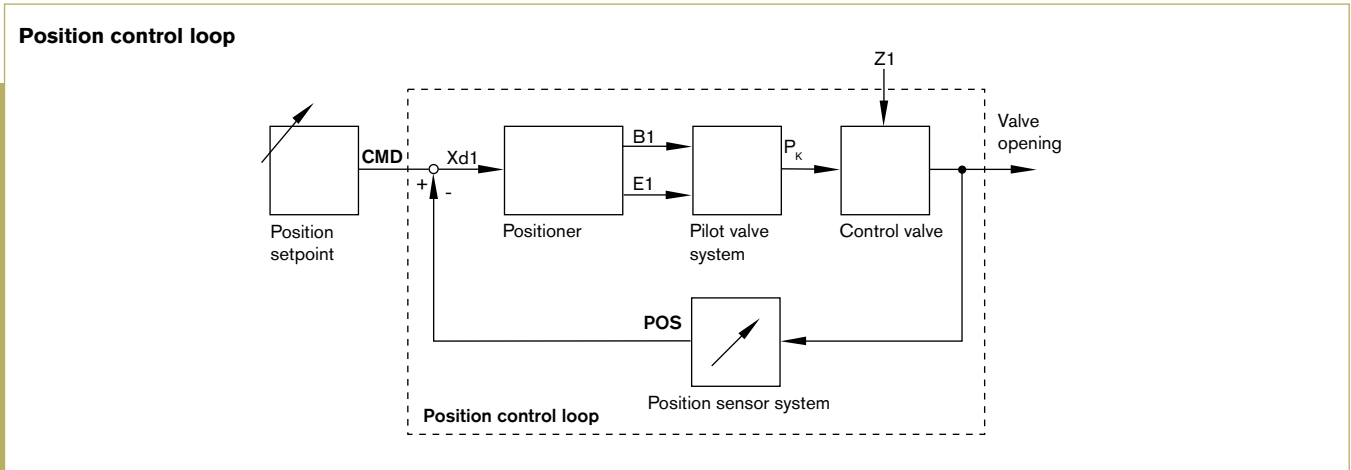 Position control loop
Z1
Valve
opening
CMD
+
-
Xd1
B1
E1
PK
Position
setpoint
Positioner
Pilot valve
system
Control valve
POS
Position sensor system
Position control loop